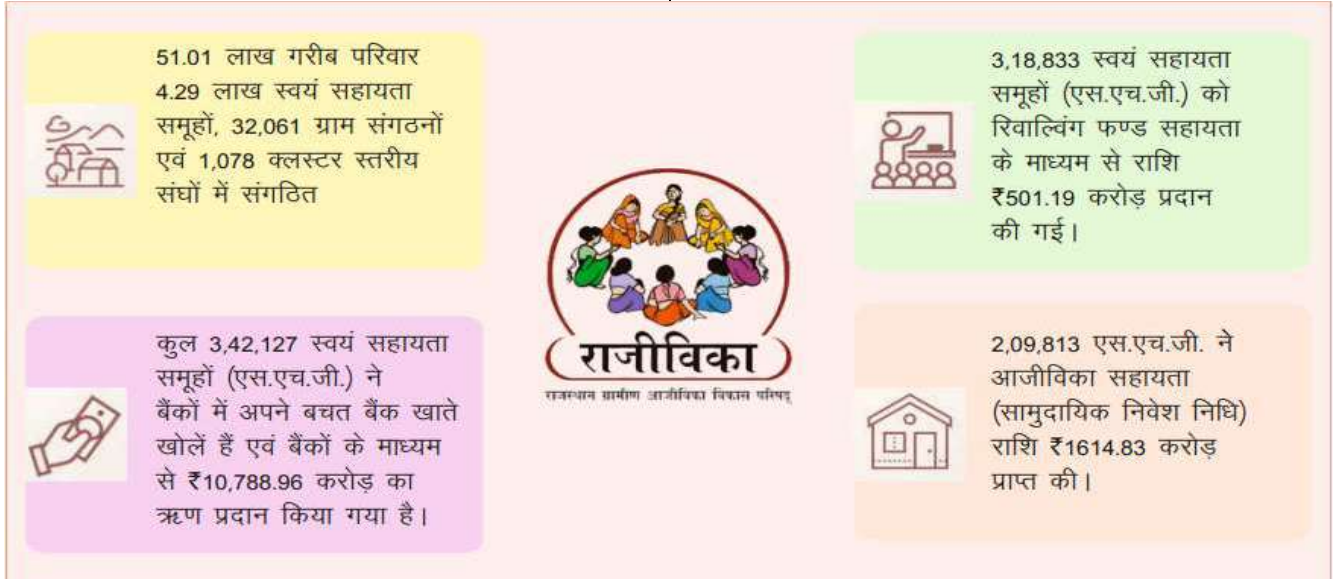 51.01 लाख गरीब परिवार
4.29 लाख स्वयं सहायता
समूहों, 32,061 ग्राम संगठनों
एवं 1,078 क्लस्टर स्तरीय
संघों में संगठित
कुल 3,42,127 स्वयं सहायता
समूहों (एस.एच.जी.) ने
बैंकों में अपने बचत बैंक खाते
खोलें हैं एवं बैंकों के माध्यम
से ₹10,788.96 करोड़ का
ऋण प्रदान किया गया है।
राजीविका
राजस्थान ग्रामीण आजीविका विकास परिषद्
3,18,833 स्वयं सहायता
समूहों (एस.एच.जी.) को
रिवाल्विंग फण्ड सहायता
के माध्यम से राशि
₹501.19 करोड़ प्रदान
की गई।
2,09,813 एस.एच.जी. ने
आजीविका सहायता
(सामुदायिक निवेश निधि)
राशि ₹1614.83 करोड़
प्राप्त की।